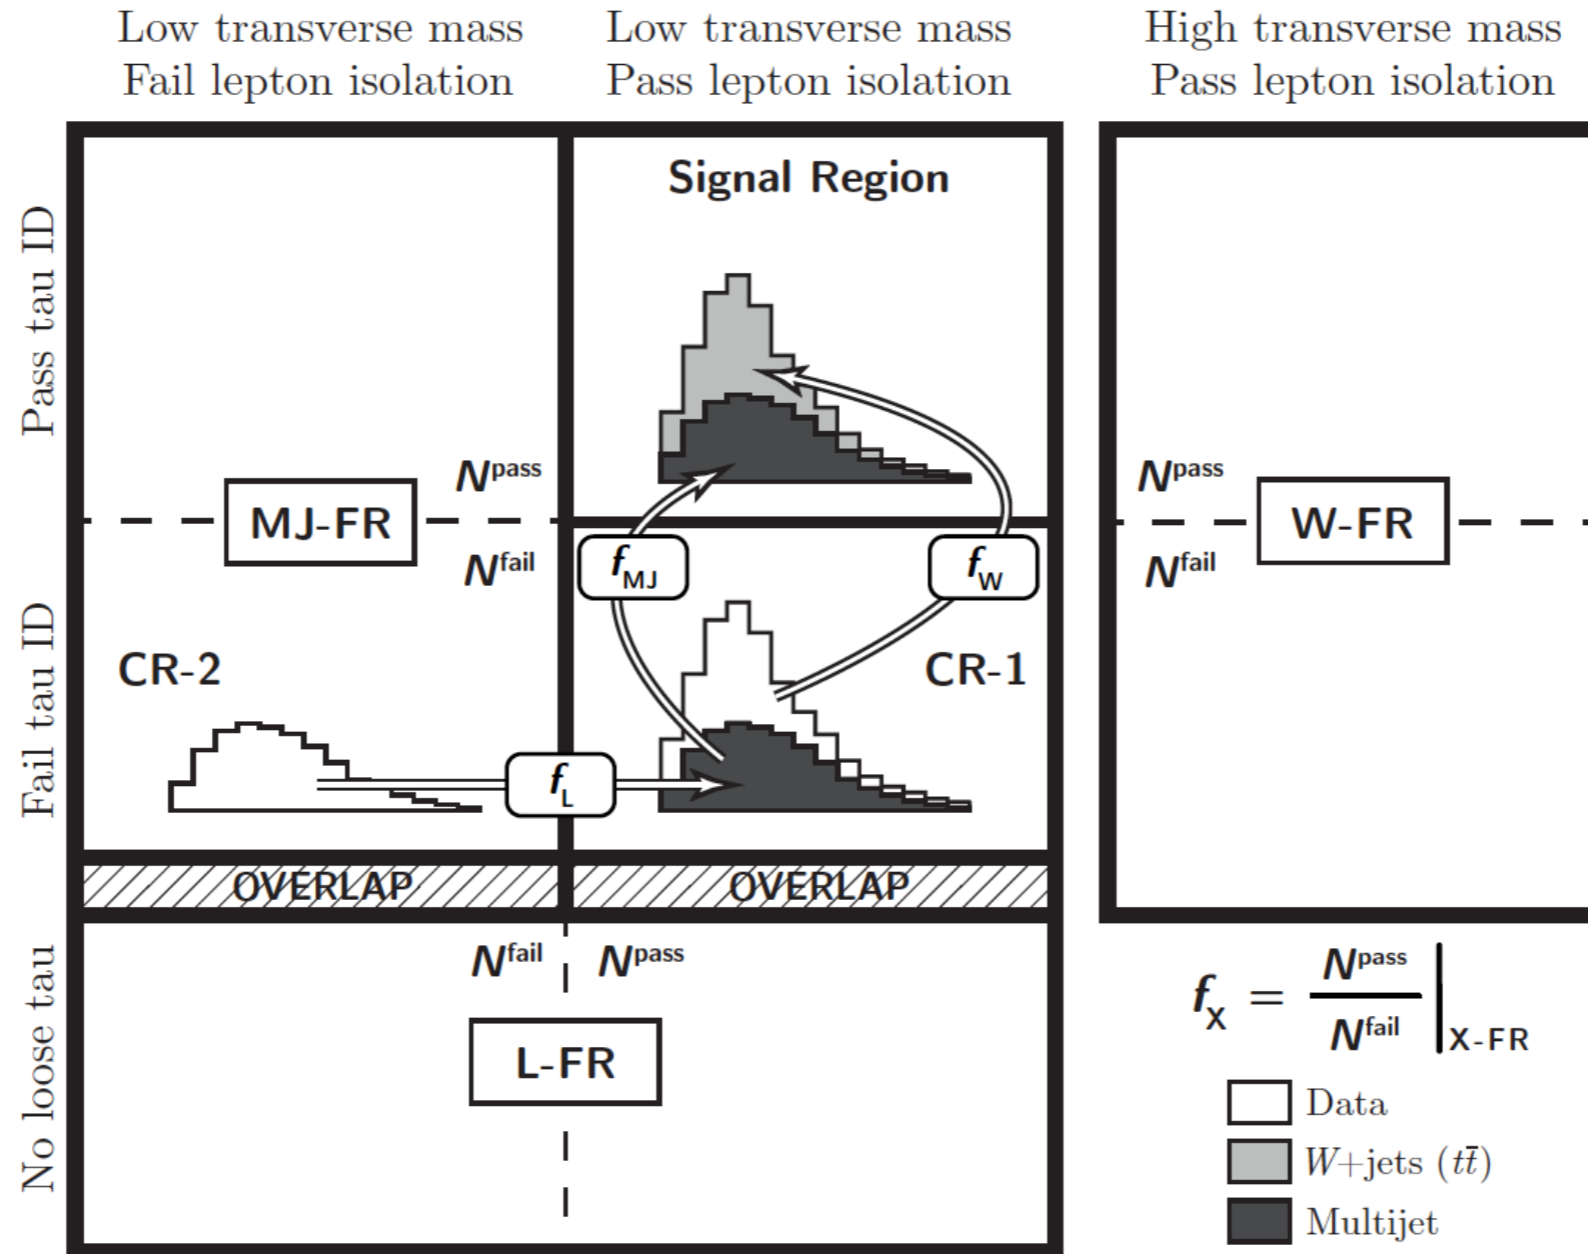 Low transverse mass
Fail lepton isolation
Low transverse mass
Pass lepton isolation
High transverse mass
Pass lepton isolation
Pass tau ID
Fail tau ID
No loose tau
Signal Region
N^pass
MJ-FR
N^fail
f_MJ
f_W
N^pass
W-FR
N^fail
CR-2
CR-1
f_L
OVERLAP
OVERLAP
N^fail
N^pass
L-FR
f_X = N^pass / N^fail |_X-FR
Data
W+jets (tt̄)
Multijet